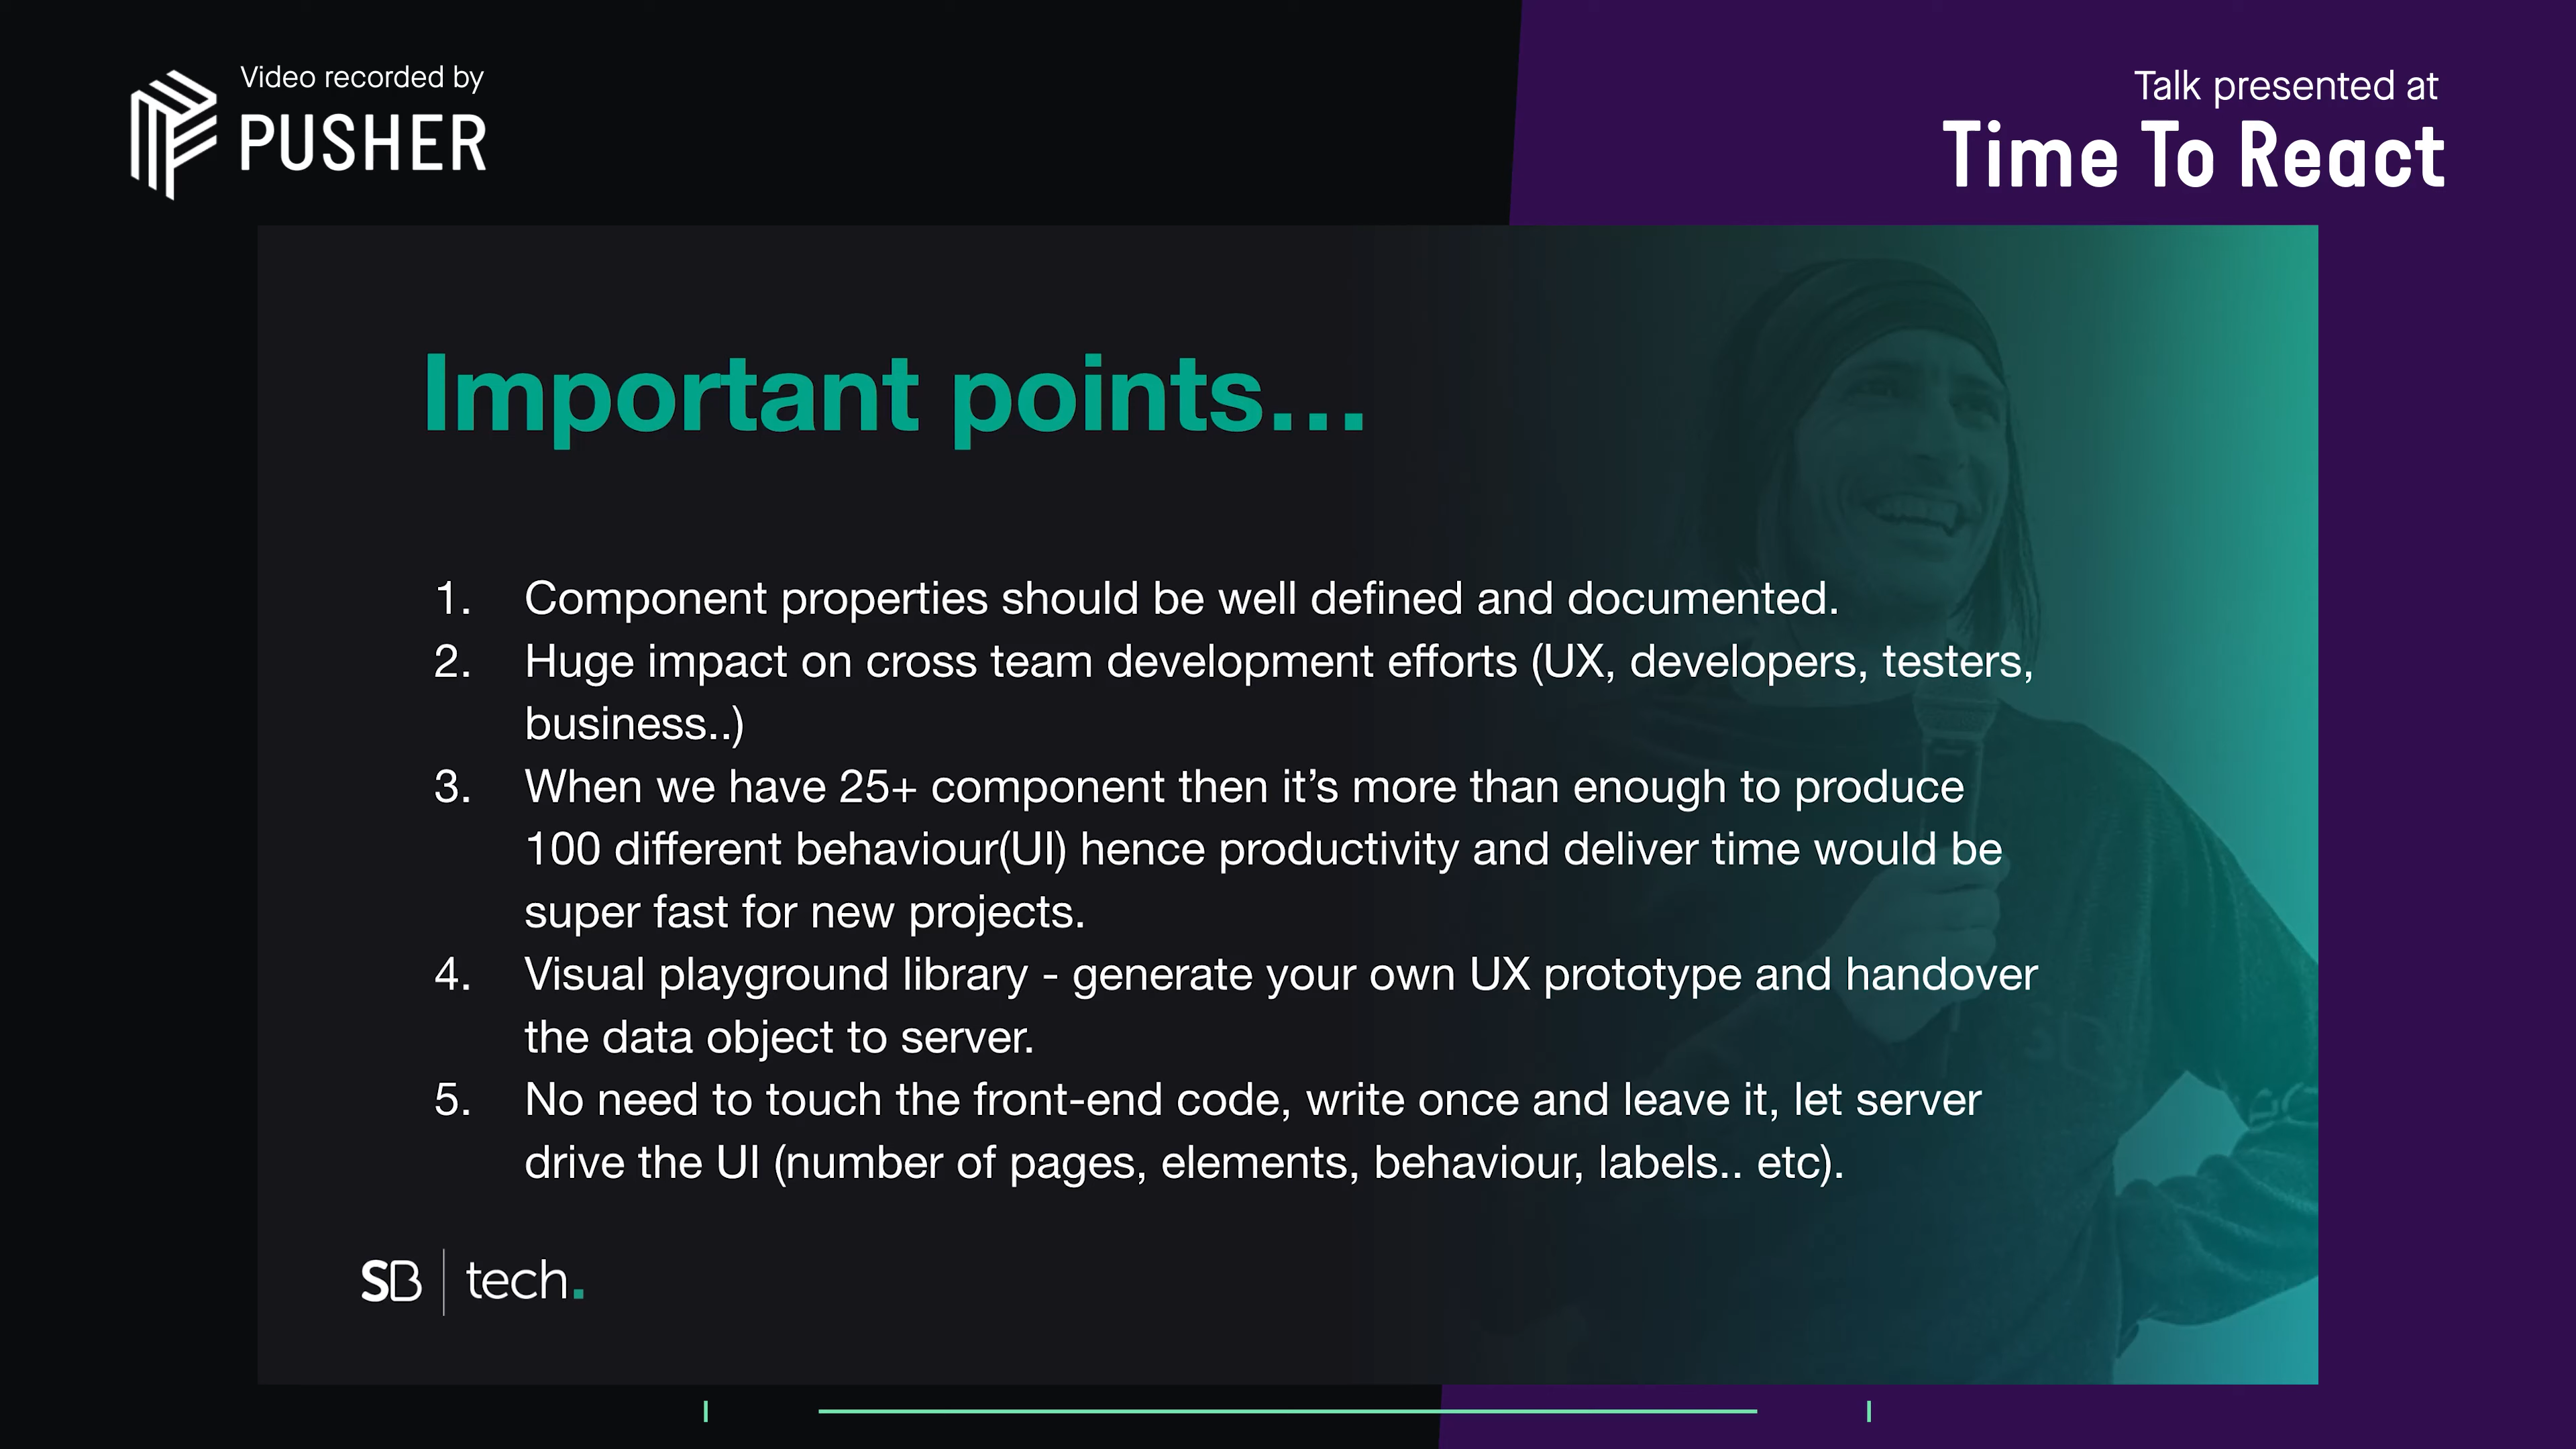 Video recorded by
PUSHER
Talk presented at
Time To React
Important points...
1. Component properties should be well defined and documented.
2. Huge impact on cross team development efforts (UX, developers, testers,
business..)
3. When we have 25+ component then it’s more than enough to produce
100 different behaviour(UI) hence productivity and deliver time would be
super fast for new projects.
4. Visual playground library - generate your own UX prototype and handover
the data object to server.
5. No need to touch the front-end code, write once and leave it, let server
drive the UI (number of pages, elements, behaviour, labels.. etc).
SB | tech.